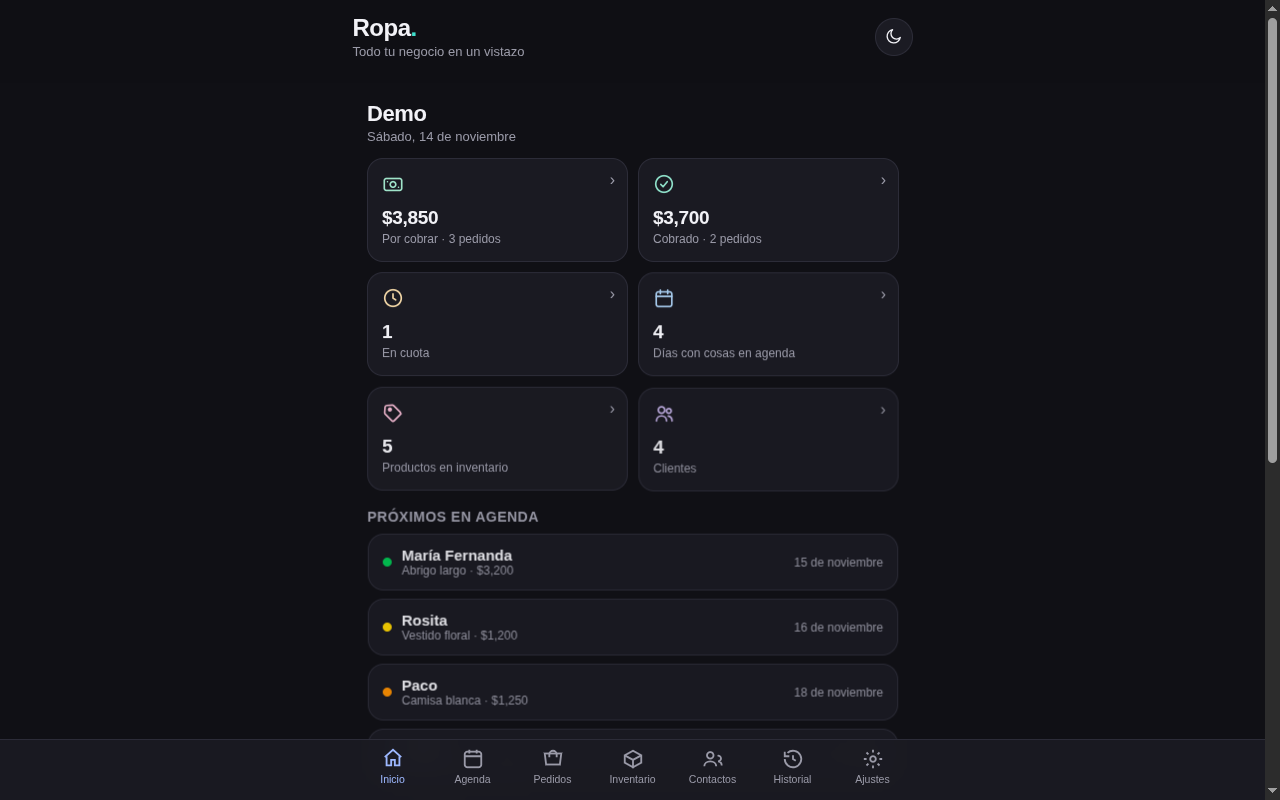 Ropa.
Todo tu negocio en un vistazo
Demo
Sábado, 14 de noviembre
$3,850
Por cobrar · 3 pedidos
$3,700
Cobrado · 2 pedidos
1
En cuota
4
Días con cosas en agenda
5
Productos en inventario
4
Clientes
PRÓXIMOS EN AGENDA
María Fernanda
Abrigo largo · $3,200
15 de noviembre
Rosita
Vestido floral · $1,200
16 de noviembre
Paco
Camisa blanca · $1,250
18 de noviembre
Inicio
Agenda
Pedidos
Inventario
Contactos
Historial
Ajustes